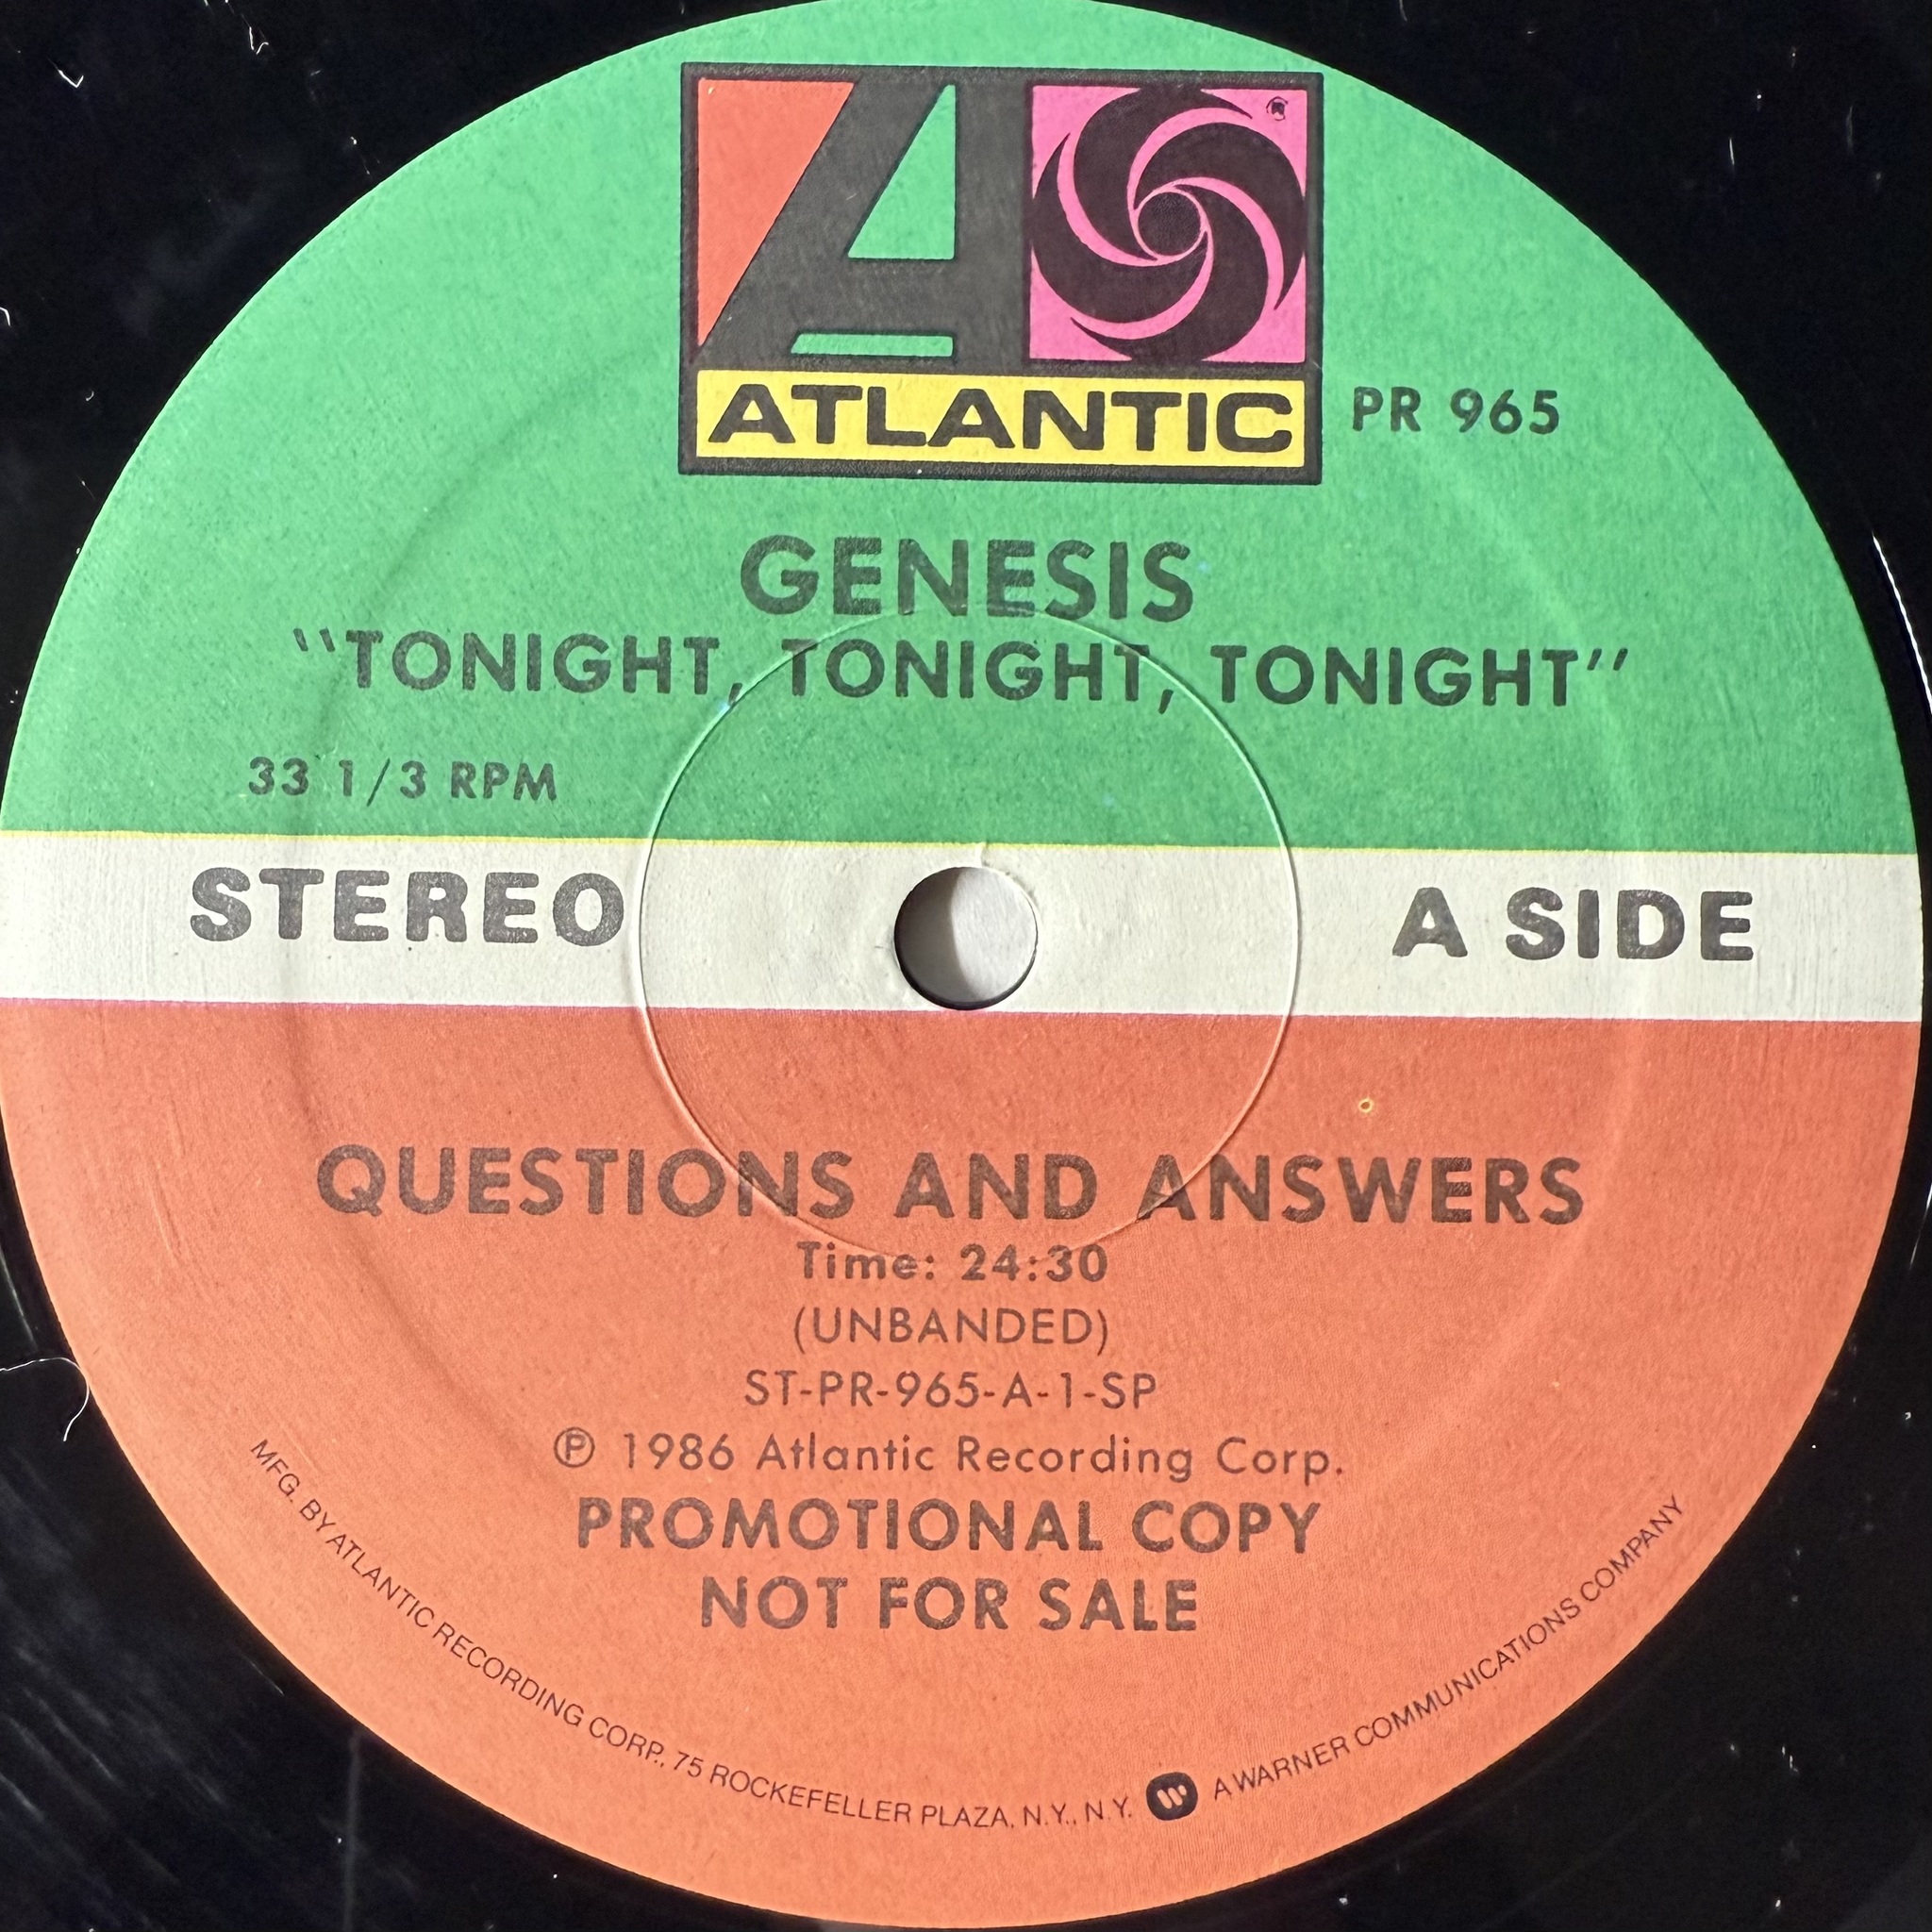 ATLANTIC
®
PR 965
GENESIS
"TONIGHT, TONIGHT, TONIGHT"
33 1/3 RPM
STEREO
A SIDE
QUESTIONS AND ANSWERS
Time: 24:30
(UNBANDED)
ST-PR-965-A-1-SP
℗ 1986 Atlantic Recording Corp.
PROMOTIONAL COPY
NOT FOR SALE
MFG. BY ATLANTIC RECORDING CORP., 75 ROCKEFELLER PLAZA, N.Y., N.Y. A WARNER COMMUNICATIONS COMPANY